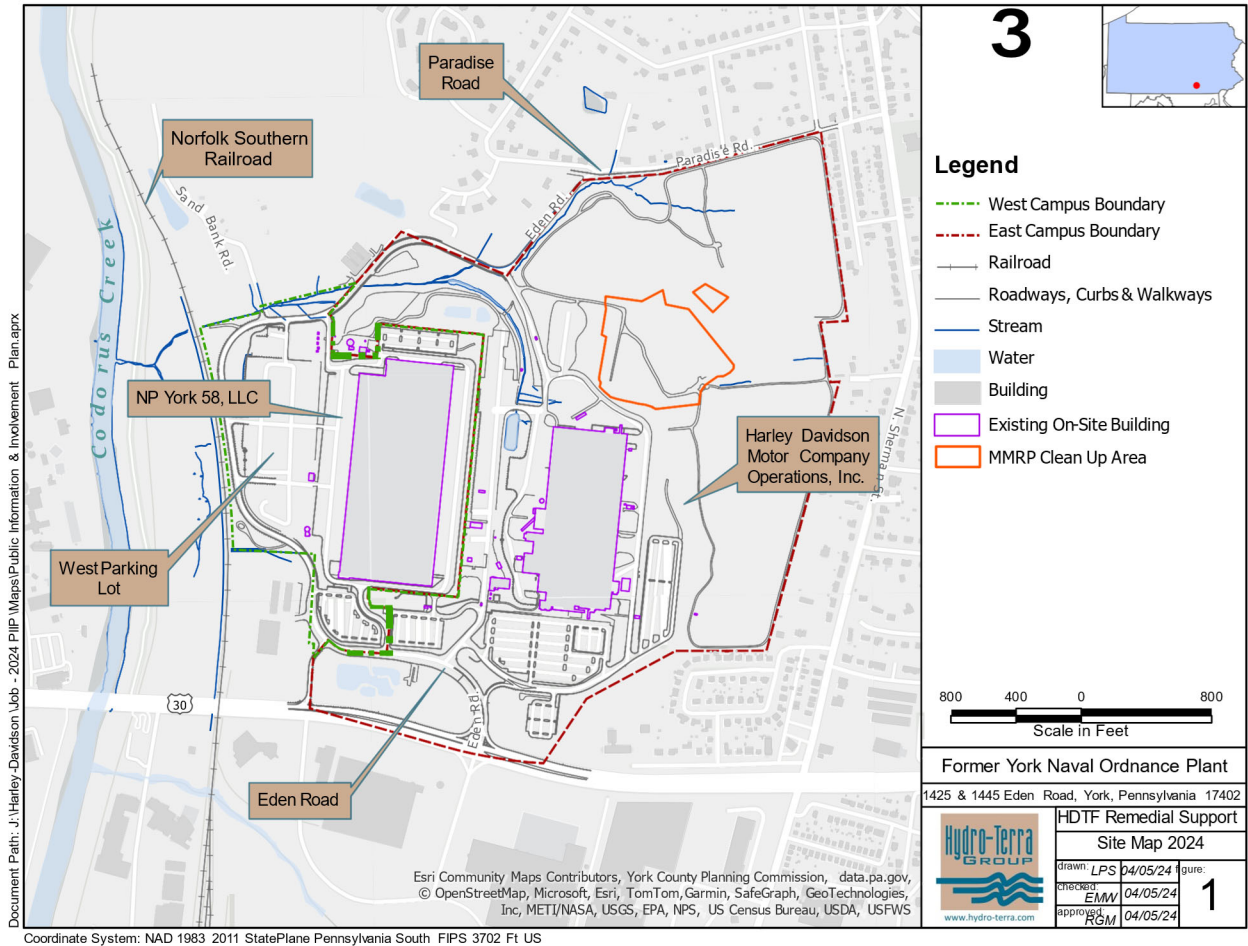 3
Paradise
Road
Norfolk Southern
Railroad
Paradise Rd.
Sand Bank Rd.
Eden Rd.
Codorus Creek
NP York 58, LLC
Harley Davidson
Motor Company
Operations, Inc.
N. Sherman St.
West Parking
Lot
30
Eden Rd.
Eden Road
Esri Community Maps Contributors, York County Planning Commission, data.pa.gov,
© OpenStreetMap, Microsoft, Esri, TomTom, Garmin, SafeGraph, GeoTechnologies,
Inc, METI/NASA, USGS, EPA, NPS, US Census Bureau, USDA, USFWS
Legend
West Campus Boundary
East Campus Boundary
Railroad
Roadways, Curbs & Walkways
Stream
Water
Building
Existing On-Site Building
MMRP Clean Up Area
800 400 0 800
Scale in Feet
Former York Naval Ordnance Plant
1425 & 1445 Eden Road, York, Pennsylvania 17402
Hydro-Terra
GROUP
www.hydro-terra.com
HDTF Remedial Support
Site Map 2024
drawn: LPS 04/05/24 figure:
checked: EMW 04/05/24
approved: RGM 04/05/24
1
Document Path: J:\Harley-Davidson\Job - 2024 PIIP\Maps\Public Information & Involvement Plan.aprx
Coordinate System: NAD 1983 2011 StatePlane Pennsylvania South FIPS 3702 Ft US